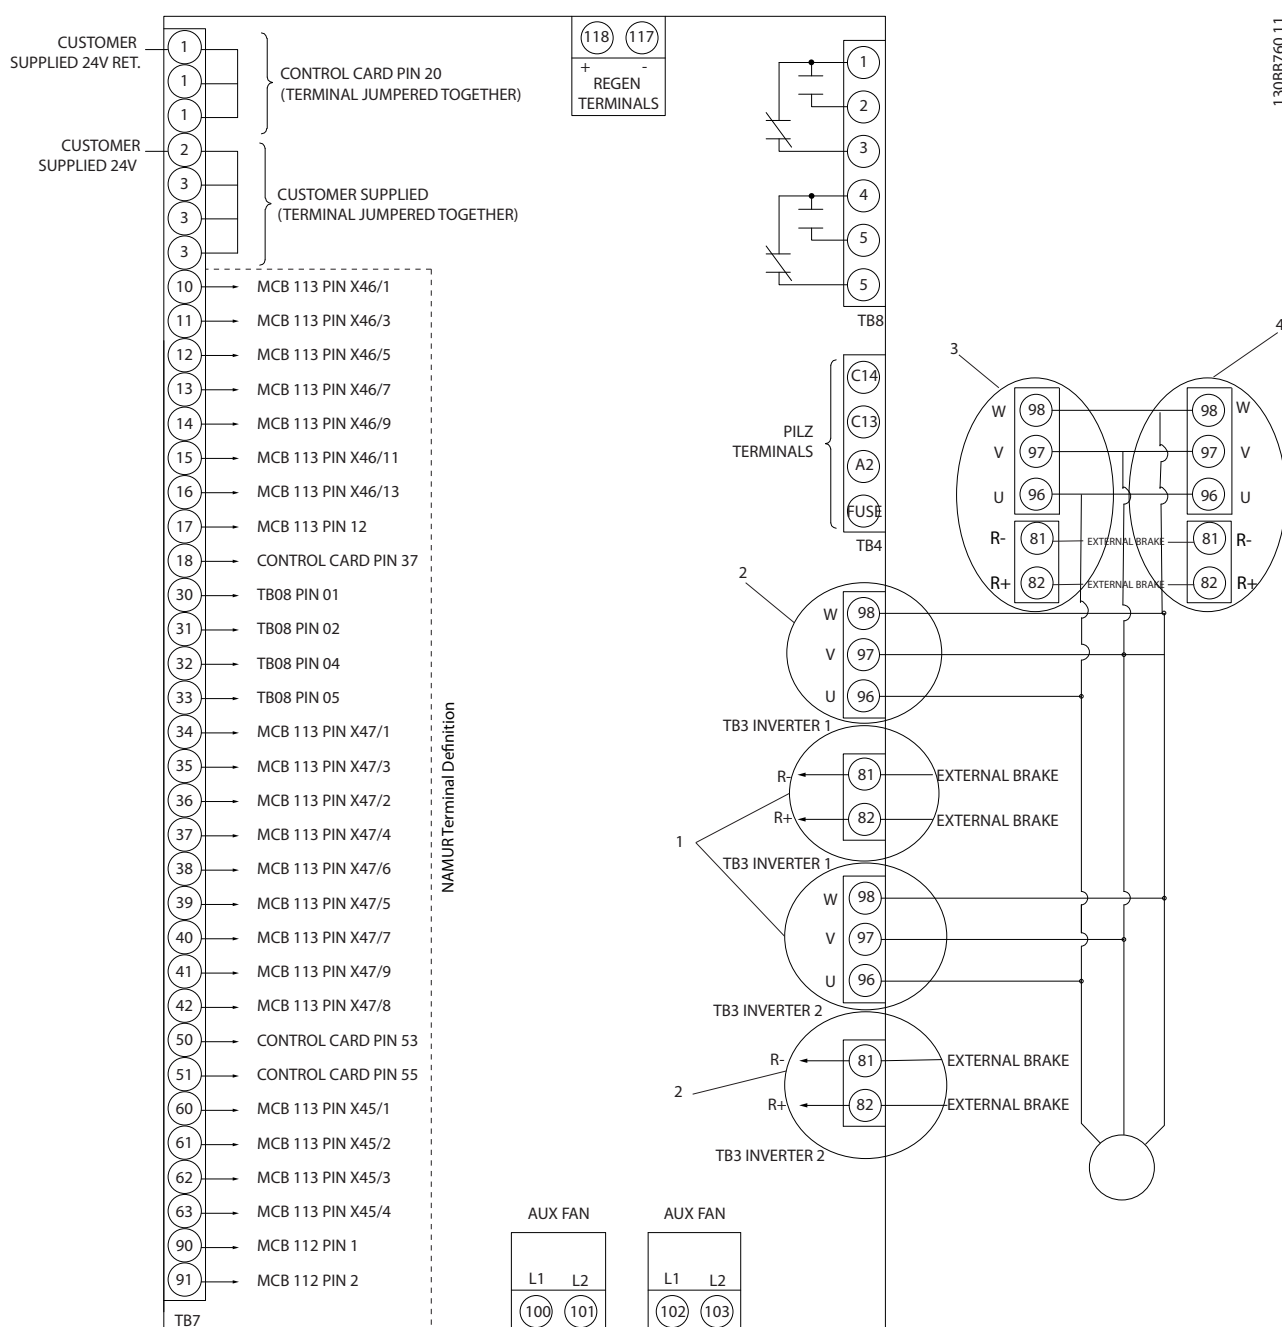 130BB760.11
CUSTOMER
SUPPLIED 24V RET.
CUSTOMER
SUPPLIED 24V
1
1
1
2
3
3
3
CONTROL CARD PIN 20
(TERMINAL JUMPERED TOGETHER)
CUSTOMER SUPPLIED
(TERMINAL JUMPERED TOGETHER)
10 MCB 113 PIN X46/1
11 MCB 113 PIN X46/3
12 MCB 113 PIN X46/5
13 MCB 113 PIN X46/7
14 MCB 113 PIN X46/9
15 MCB 113 PIN X46/11
16 MCB 113 PIN X46/13
17 MCB 113 PIN 12
18 CONTROL CARD PIN 37
30 TB08 PIN 01
31 TB08 PIN 02
32 TB08 PIN 04
33 TB08 PIN 05
34 MCB 113 PIN X47/1
35 MCB 113 PIN X47/3
36 MCB 113 PIN X47/2
37 MCB 113 PIN X47/4
38 MCB 113 PIN X47/6
39 MCB 113 PIN X47/5
40 MCB 113 PIN X47/7
41 MCB 113 PIN X47/9
42 MCB 113 PIN X47/8
50 CONTROL CARD PIN 53
51 CONTROL CARD PIN 55
60 MCB 113 PIN X45/1
61 MCB 113 PIN X45/2
62 MCB 113 PIN X45/3
63 MCB 113 PIN X45/4
90 MCB 112 PIN 1
91 MCB 112 PIN 2
TB7
NAMUR Terminal Definition
118 117
+ -
REGEN
TERMINALS
1
2
3
4
5
5
TB8
PILZ
TERMINALS
C14
C13
A2
FUSE
TB4
2
W 98
V 97
U 96
TB3 INVERTER 1
R- 81 EXTERNAL BRAKE
R+ 82 EXTERNAL BRAKE
1
TB3 INVERTER 1
W 98
V 97
U 96
TB3 INVERTER 2
R- 81 EXTERNAL BRAKE
2
R+ 82 EXTERNAL BRAKE
TB3 INVERTER 2
3
4
W 98 98 W
V 97 97 V
U 96 96 U
R- 81 EXTERNAL BRAKE 81 R-
R+ 82 EXTERNAL BRAKE 82 R+
AUX FAN
L1 L2
100 101
AUX FAN
L1 L2
102 103